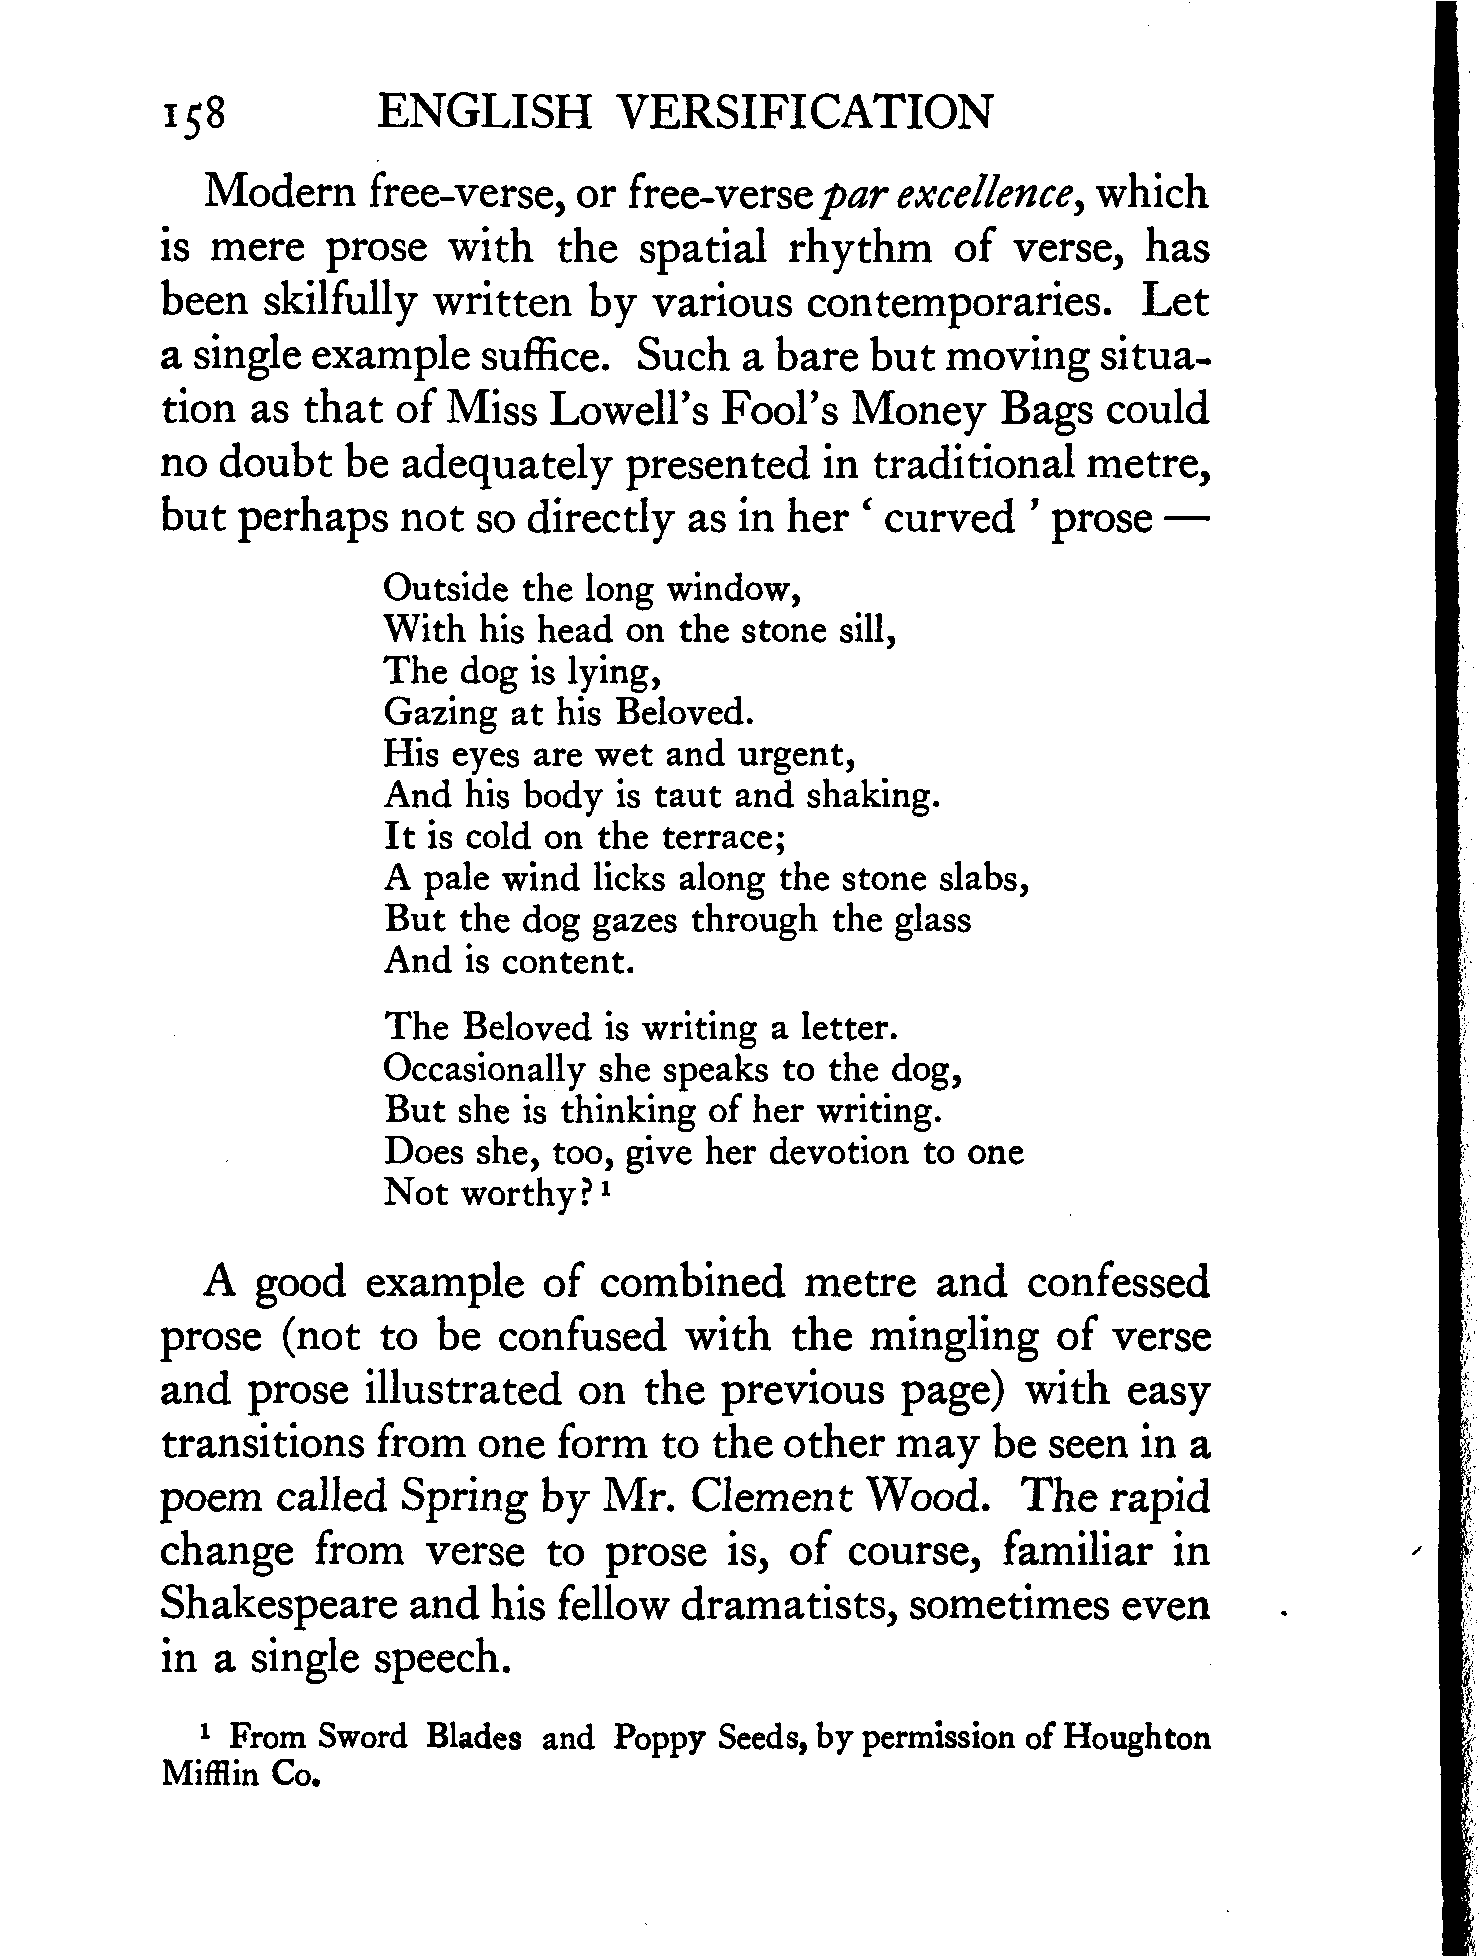 158 ENGLISH VERSIFICATION
Modern free-verse, or free-verse par excellence, which
is mere prose with the spatial rhythm of verse, has
been skilfully written by various contemporaries. Let
a single example suffice. Such a bare but moving situa-
tion as that of Miss Lowell's Fool's Money Bags could
no doubt be adequately presented in traditional metre,
but perhaps not so directly as in her ‘ curved ’ prose —
Outside the long window,
With his head on the stone sill,
The dog is lying,
Gazing at his Beloved.
His eyes are wet and urgent,
And his body is taut and shaking.
It is cold on the terrace;
A pale wind licks along the stone slabs,
But the dog gazes through the glass
And is content.
The Beloved is writing a letter.
Occasionally she speaks to the dog,
But she is thinking of her writing.
Does she, too, give her devotion to one
Not worthy? ¹
A good example of combined metre and confessed
prose (not to be confused with the mingling of verse
and prose illustrated on the previous page) with easy
transitions from one form to the other may be seen in a
poem called Spring by Mr. Clement Wood. The rapid
change from verse to prose is, of course, familiar in
Shakespeare and his fellow dramatists, sometimes even
in a single speech.
¹ From Sword Blades and Poppy Seeds, by permission of Houghton
Mifflin Co.